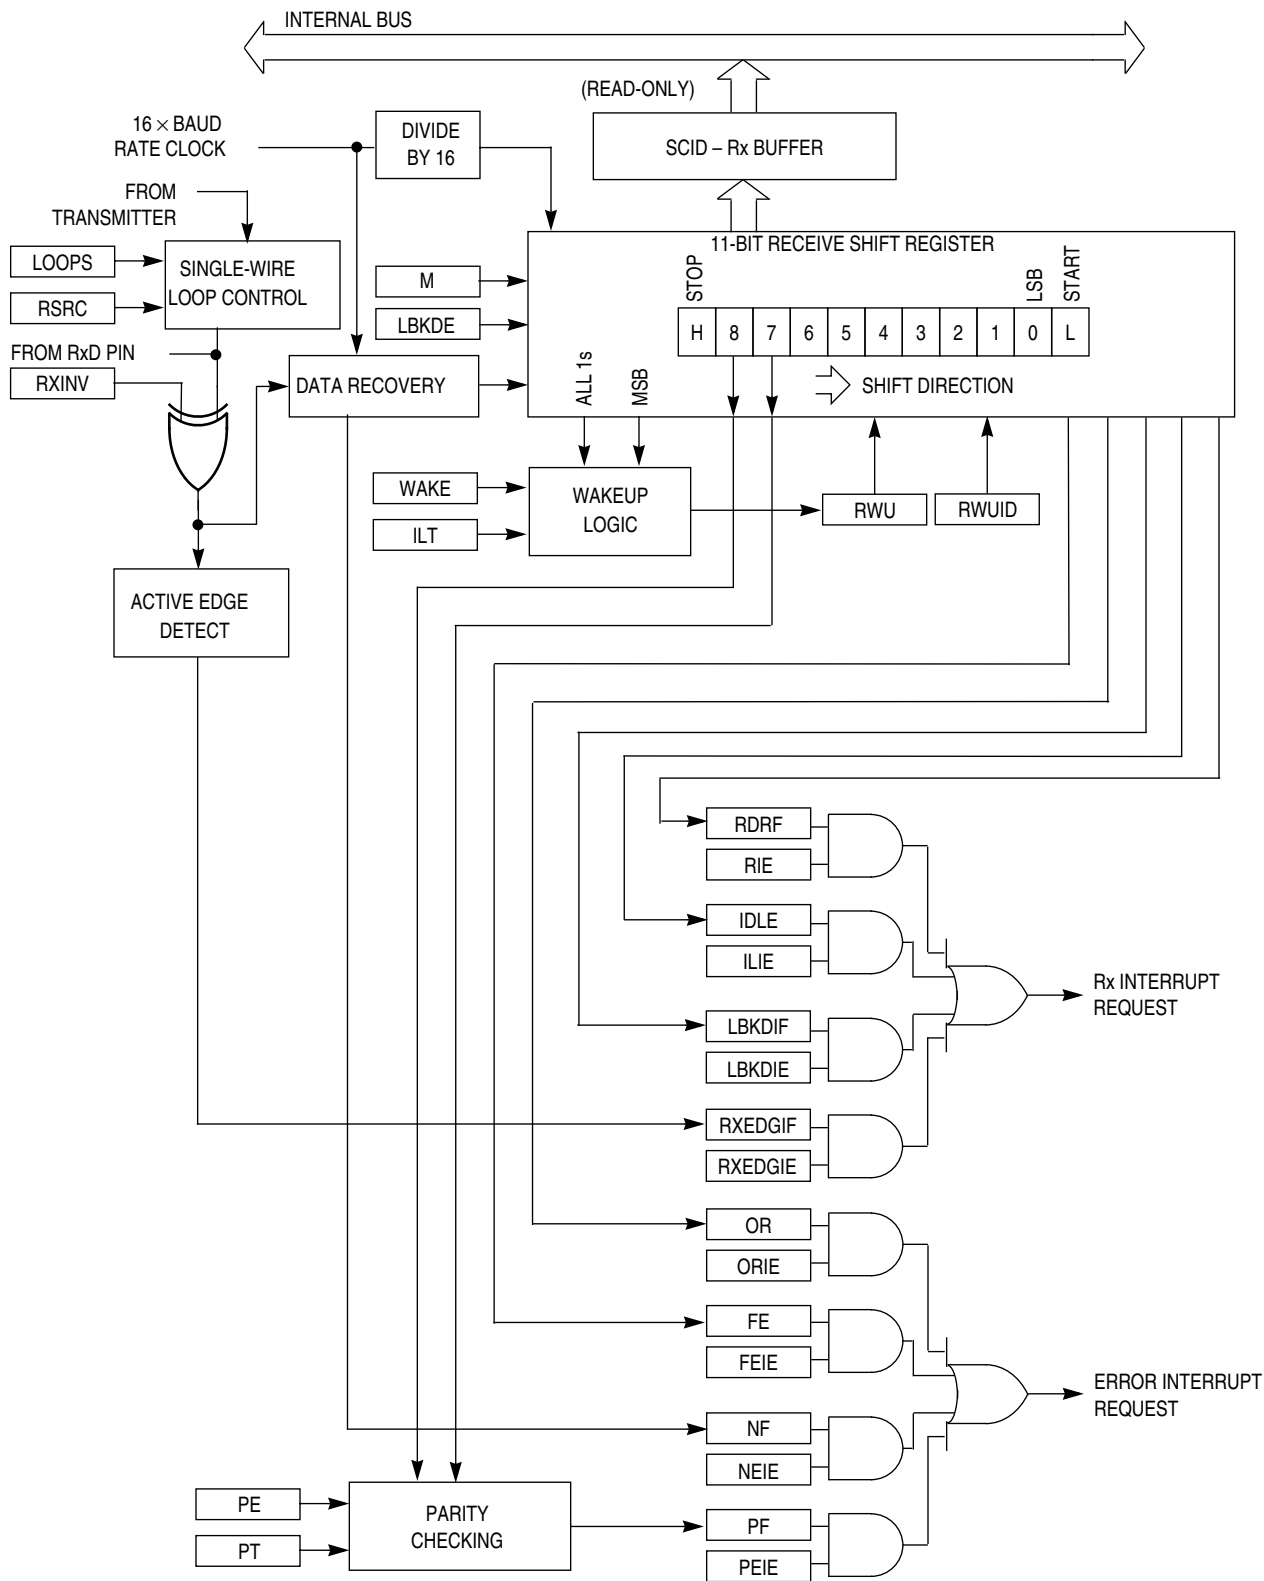 INTERNAL BUS
(READ-ONLY)
SCID – Rx BUFFER
16 × BAUD
RATE CLOCK
DIVIDE
BY 16
FROM
TRANSMITTER
LOOPS
RSRC
SINGLE-WIRE
LOOP CONTROL
FROM RxD PIN
RXINV
M
LBKDE
DATA RECOVERY
11-BIT RECEIVE SHIFT REGISTER
STOP
LSB
START
H 8 7 6 5 4 3 2 1 0 L
ALL 1s
MSB
SHIFT DIRECTION
WAKE
ILT
WAKEUP
LOGIC
RWU
RWUID
ACTIVE EDGE
DETECT
RDRF
RIE
IDLE
ILIE
LBKDIF
LBKDIE
RXEDGIF
RXEDGIE
Rx INTERRUPT
REQUEST
OR
ORIE
FE
FEIE
NF
NEIE
PF
PEIE
ERROR INTERRUPT
REQUEST
PE
PT
PARITY
CHECKING